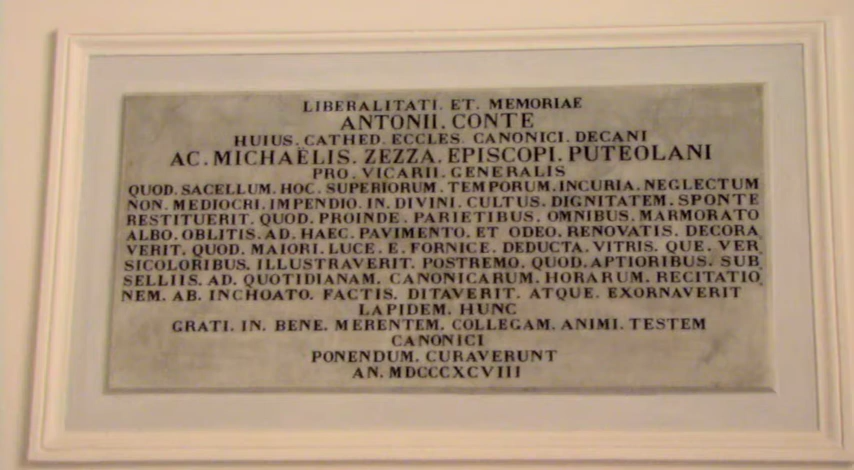 LIBERALITATI. ET. MEMORIAE
ANTONII. CONTE
HUIUS. CATHED. ECCLES. CANONICI. DECANI
AC. MICHAËLIS. ZEZZA. EPISCOPI. PUTEOLANI
PRO. VICARII. GENERALIS
QUOD. SACELLUM. HOC. SUPERIORUM. TEMPORUM. INCURIA. NEGLECTUM
NON. MEDIOCRI. IMPENDIO. IN. DIVINI. CULTUS. DIGNITATEM. SPONTE
RESTITUERIT. QUOD. PROINDE. PARIETIBUS. OMNIBUS. MARMORATO
ALBO. OBLITIS. AD. HAEC. PAVIMENTO. ET ODEO. RENOVATIS. DECORA
VERIT. QUOD. MAIORI. LUCE. E. FORNICE. DEDUCTA. VITRIS. QUE. VER.
SICOLORIBUS. ILLUSTRAVERIT. POSTREMO. QUOD. APTIORIBUS. SUB.
SELLIIS. AD. QUOTIDIANAM. CANONICARUM. HORARUM. RECITATIO.
NEM. AB. INCHOATO. FACTIS. DITAVERIT. ATQUE. EXORNAVERIT
LAPIDEM. HUNC
GRATI. IN. BENE. MERENTEM. COLLEGAM. ANIMI. TESTEM
CANONICI
PONENDUM. CURAVERUNT
AN. MDCCCXCVIII